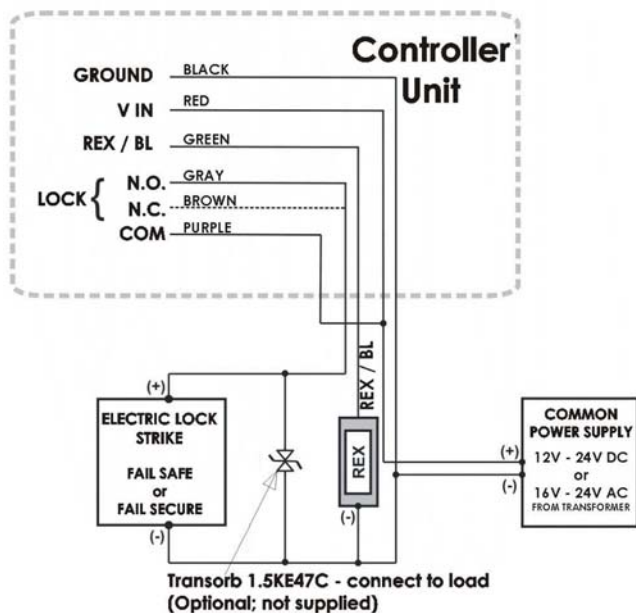 Controller
Unit
GROUND
BLACK
V IN
RED
REX / BL
GREEN
LOCK {
N.O.
GRAY
N.C.
BROWN
COM
PURPLE
REX / BL
(+)
ELECTRIC LOCK
STRIKE
FAIL SAFE
or
FAIL SECURE
(-)
REX
(-)
COMMON
POWER SUPPLY
(+)
12V - 24V DC
or
(-)
16V - 24V AC
FROM TRANSFORMER
Transorb 1.5KE47C - connect to load
(Optional; not supplied)